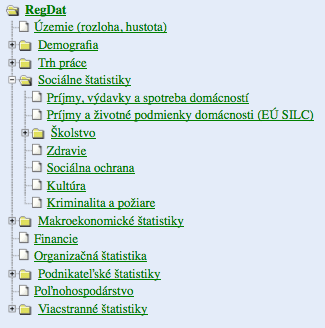 RegDat
Územie (rozloha, hustota)
Demografia
Trh práce
Sociálne štatistiky
Príjmy, výdavky a spotreba domácností
Príjmy a životné podmienky domácností (EÚ SILC)
Školstvo
Zdravie
Sociálna ochrana
Kultúra
Kriminalita a požiare
Makroekonomické štatistiky
Financie
Organizačná štatistika
Podnikateľské štatistiky
Poľnohospodárstvo
Viacstranné štatistiky